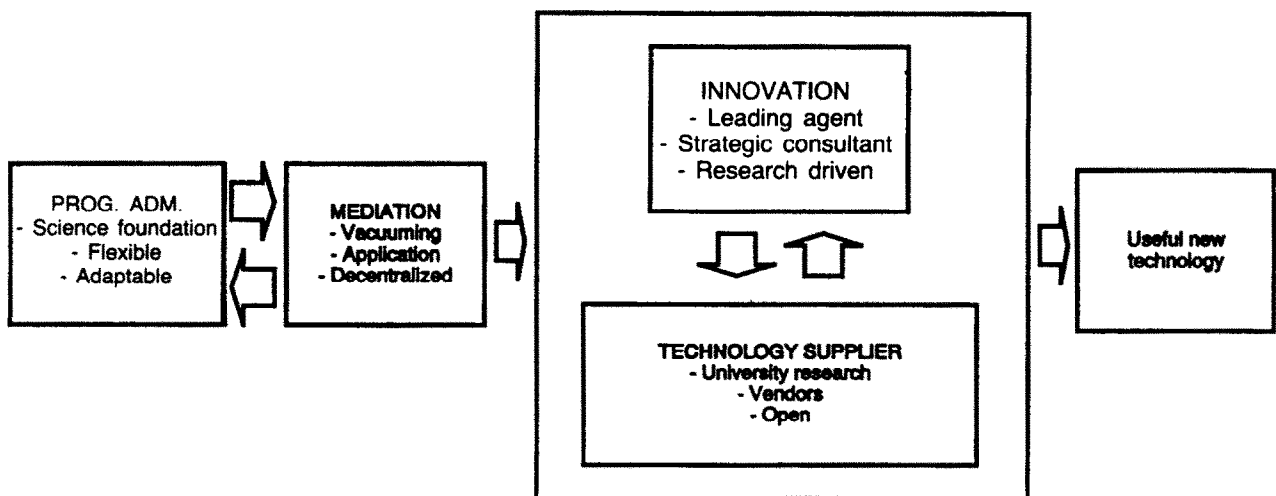 PROG. ADM.
- Science foundation
- Flexible
- Adaptable
MEDIATION
- Vacuuming
- Application
- Decentralized
INNOVATION
- Leading agent
- Strategic consultant
- Research driven
TECHNOLOGY SUPPLIER
- University research
- Vendors
- Open
Useful new
technology